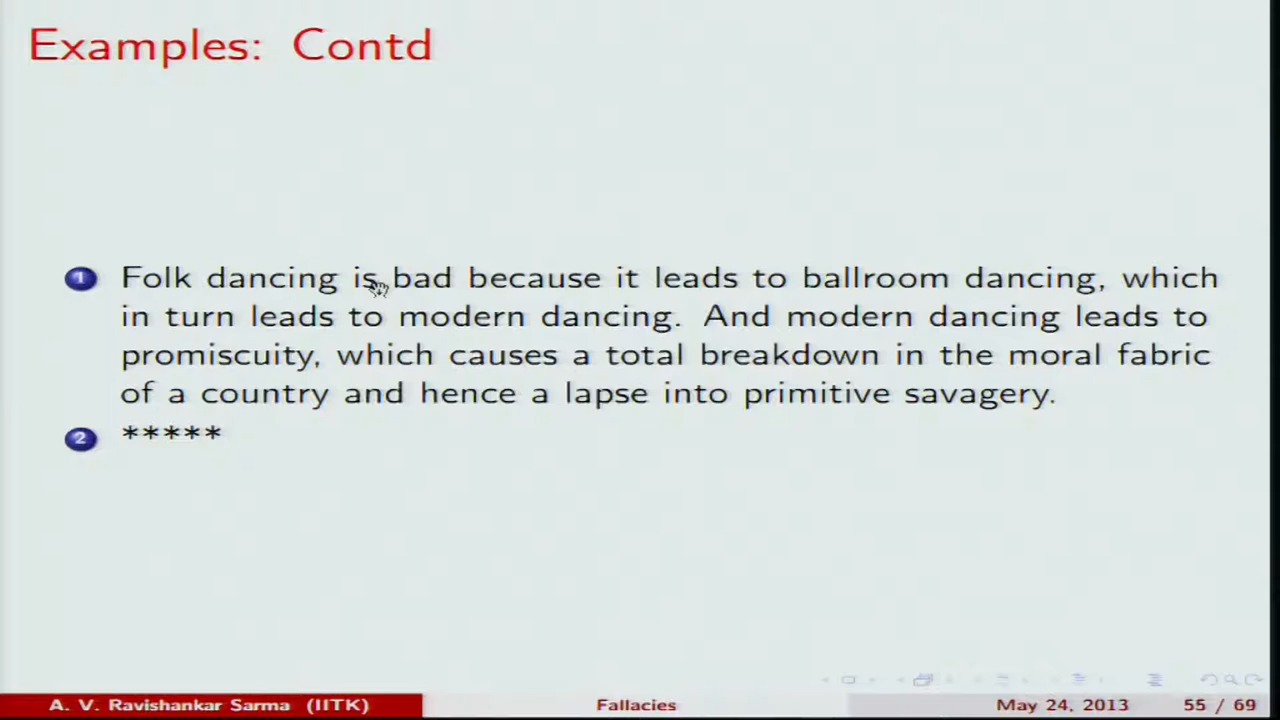 Examples: Contd
1 Folk dancing is bad because it leads to ballroom dancing, which
in turn leads to modern dancing. And modern dancing leads to
promiscuity, which causes a total breakdown in the moral fabric
of a country and hence a lapse into primitive savagery.
2 *****
A. V. Ravishankar Sarma (IITK) Fallacies May 24, 2013 55 / 69